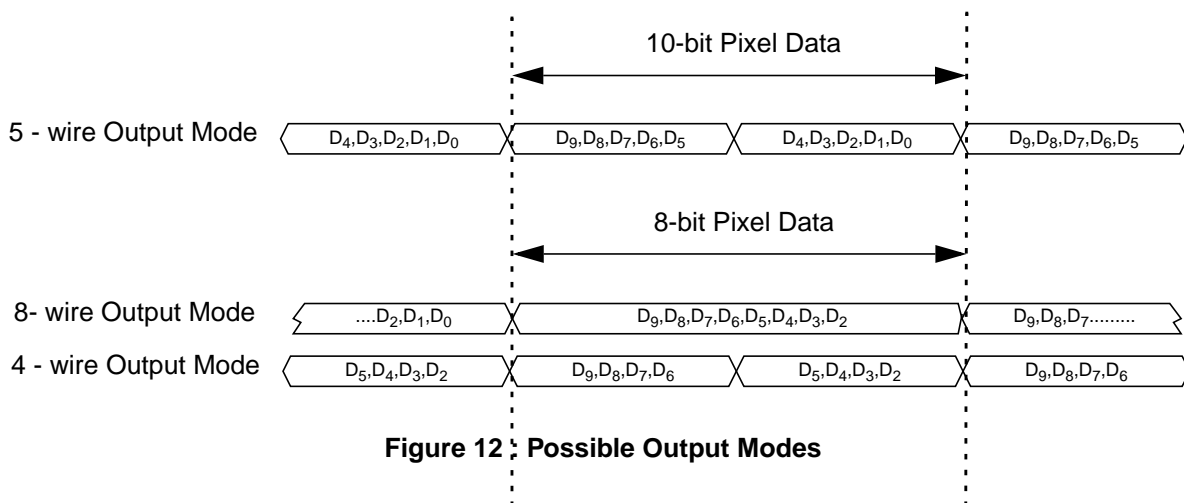 10-bit Pixel Data
5 - wire Output Mode D4,D3,D2,D1,D0 D9,D8,D7,D6,D5 D4,D3,D2,D1,D0 D9,D8,D7,D6,D5
8-bit Pixel Data
8- wire Output Mode ....D2,D1,D0 D9,D8,D7,D6,D5,D4,D3,D2 D9,D8,D7.........
4 - wire Output Mode D5,D4,D3,D2 D9,D8,D7,D6 D5,D4,D3,D2 D9,D8,D7,D6
Figure 12 : Possible Output Modes